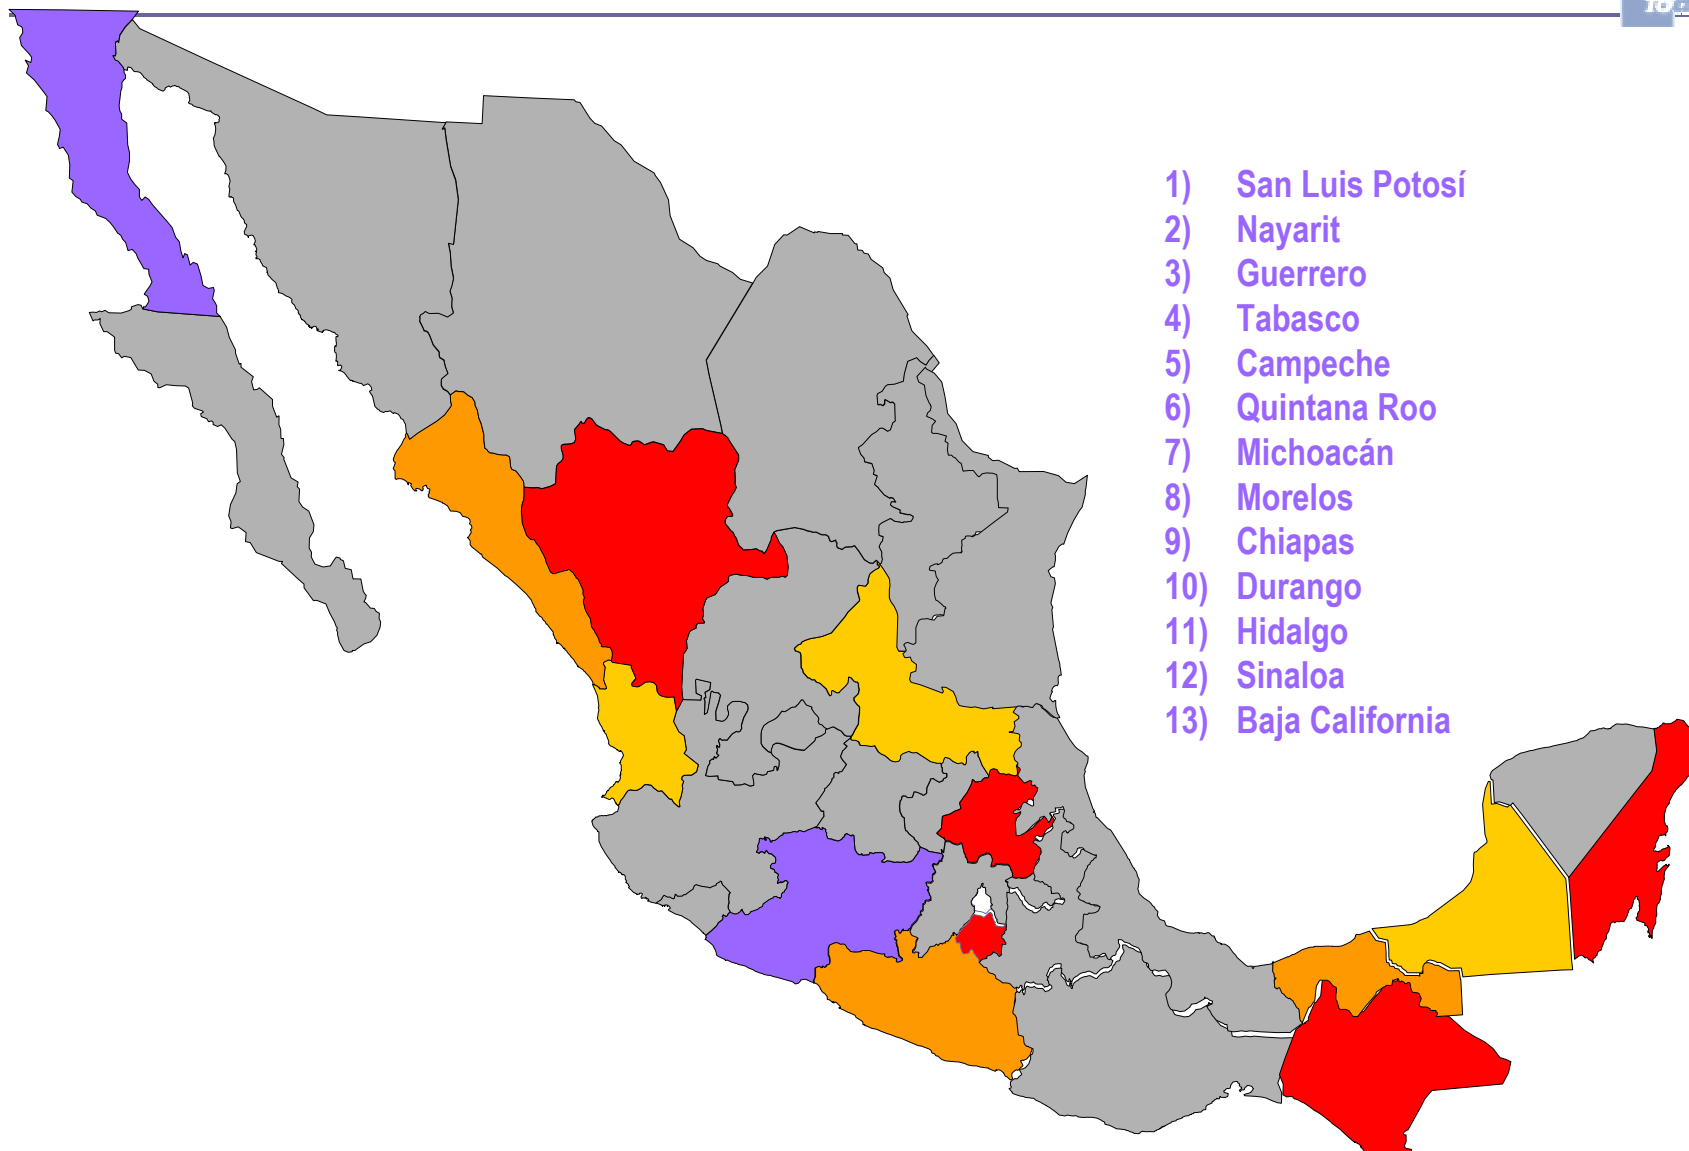 1) San Luis Potosí
2) Nayarit
3) Guerrero
4) Tabasco
5) Campeche
6) Quintana Roo
7) Michoacán
8) Morelos
9) Chiapas
10) Durango
11) Hidalgo
12) Sinaloa
13) Baja California